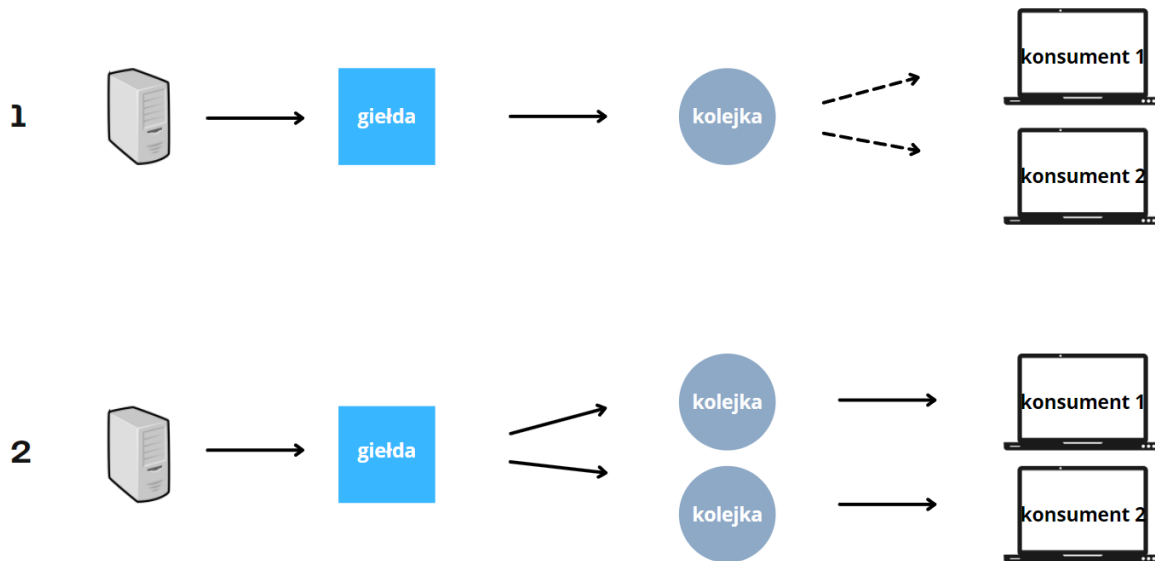 1
giełda
kolejka
konsument 1
konsument 2
2
giełda
kolejka
kolejka
konsument 1
konsument 2